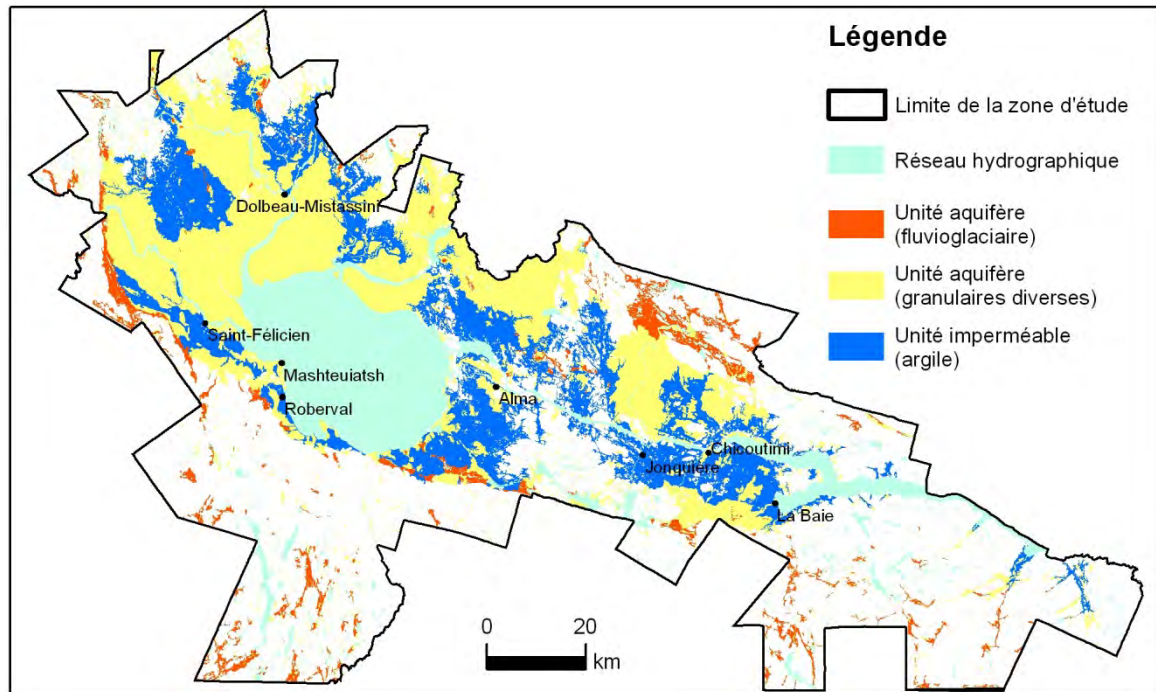 Légende
Limite de la zone d'étude
Réseau hydrographique
Unité aquifère
(fluvioglaciaire)
Unité aquifère
(granulaires diverses)
Unité imperméable
(argile)
Dolbeau-Mistassini
Saint-Félicien
Mashteuiatsh
Roberval
Alma
Chicoutimi
Jonquière
La Baie
0 20
km